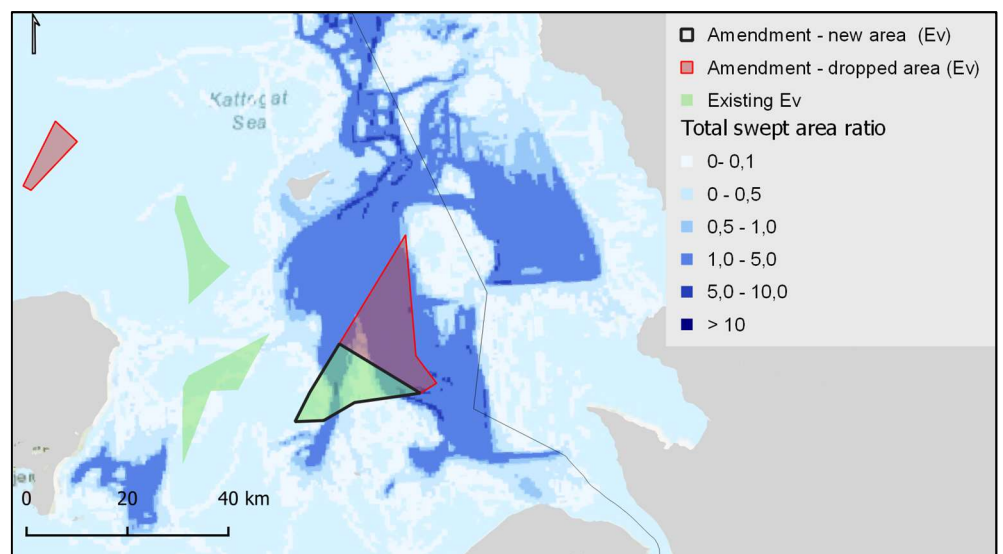 Kattegat
Sea
Amendment - new area (Ev)
Amendment - dropped area (Ev)
Existing Ev
Total swept area ratio
0- 0,1
0 - 0,5
0,5 - 1,0
1,0 - 5,0
5,0 - 10,0
> 10
0 20 40 km